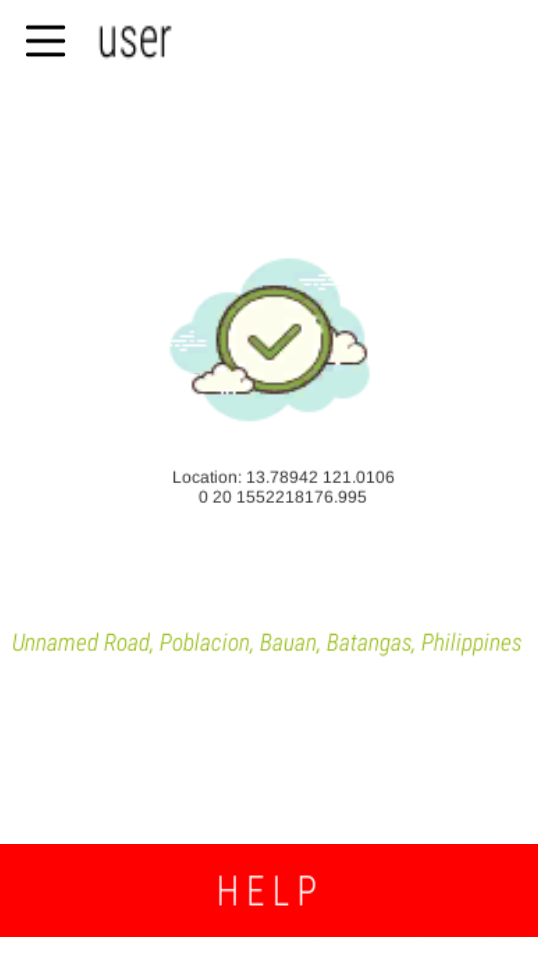 user
Location: 13.78942 121.0106
0 20 1552218176.995
Unnamed Road, Poblacion, Bauan, Batangas, Philippines
HELP